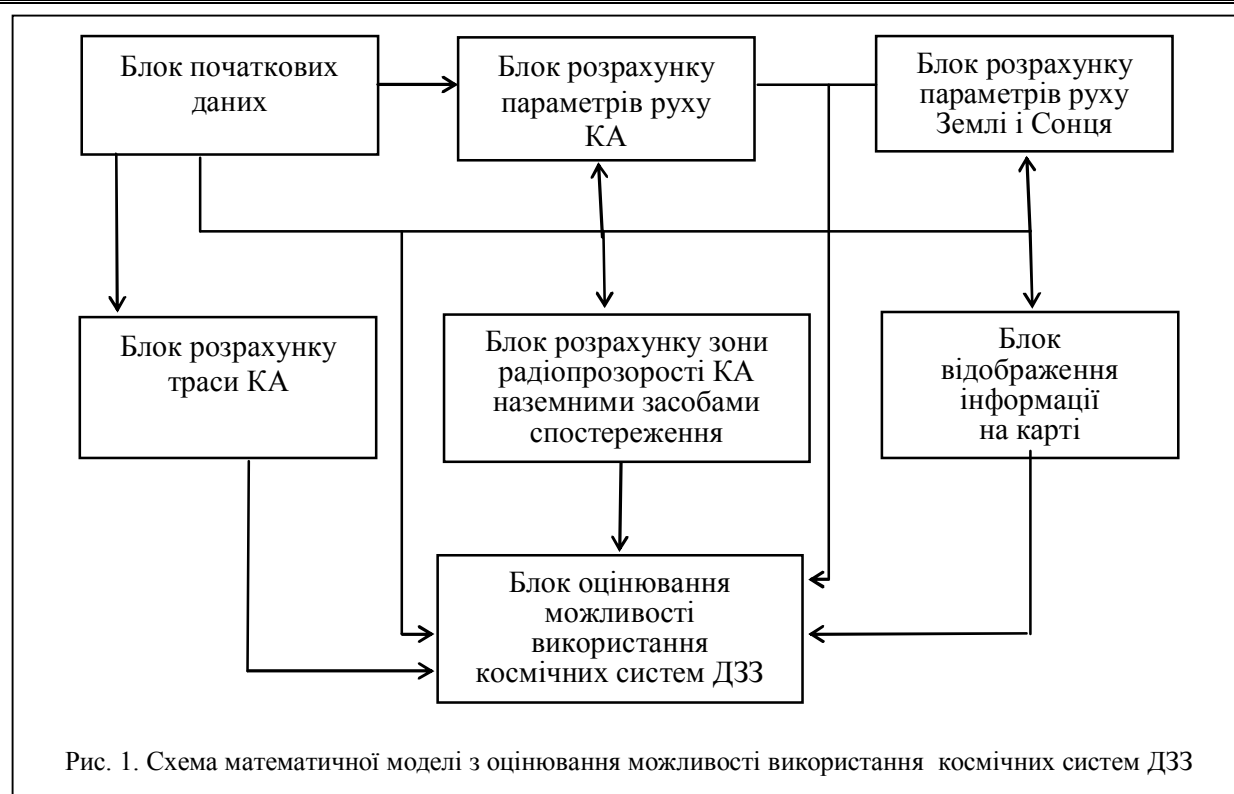 Блок початкових
даних
Блок розрахунку
параметрів руху
КА
Блок розрахунку
параметрів руху
Землі і Сонця
Блок розрахунку
траси КА
Блок розрахунку зони
радіопрозорості КА
наземними засобами
спостереження
Блок
відображення
інформації
на карті
Блок оцінювання
можливості
використання
космічних систем ДЗЗ
Рис. 1. Схема математичної моделі з оцінювання можливості використання космічних систем ДЗЗ